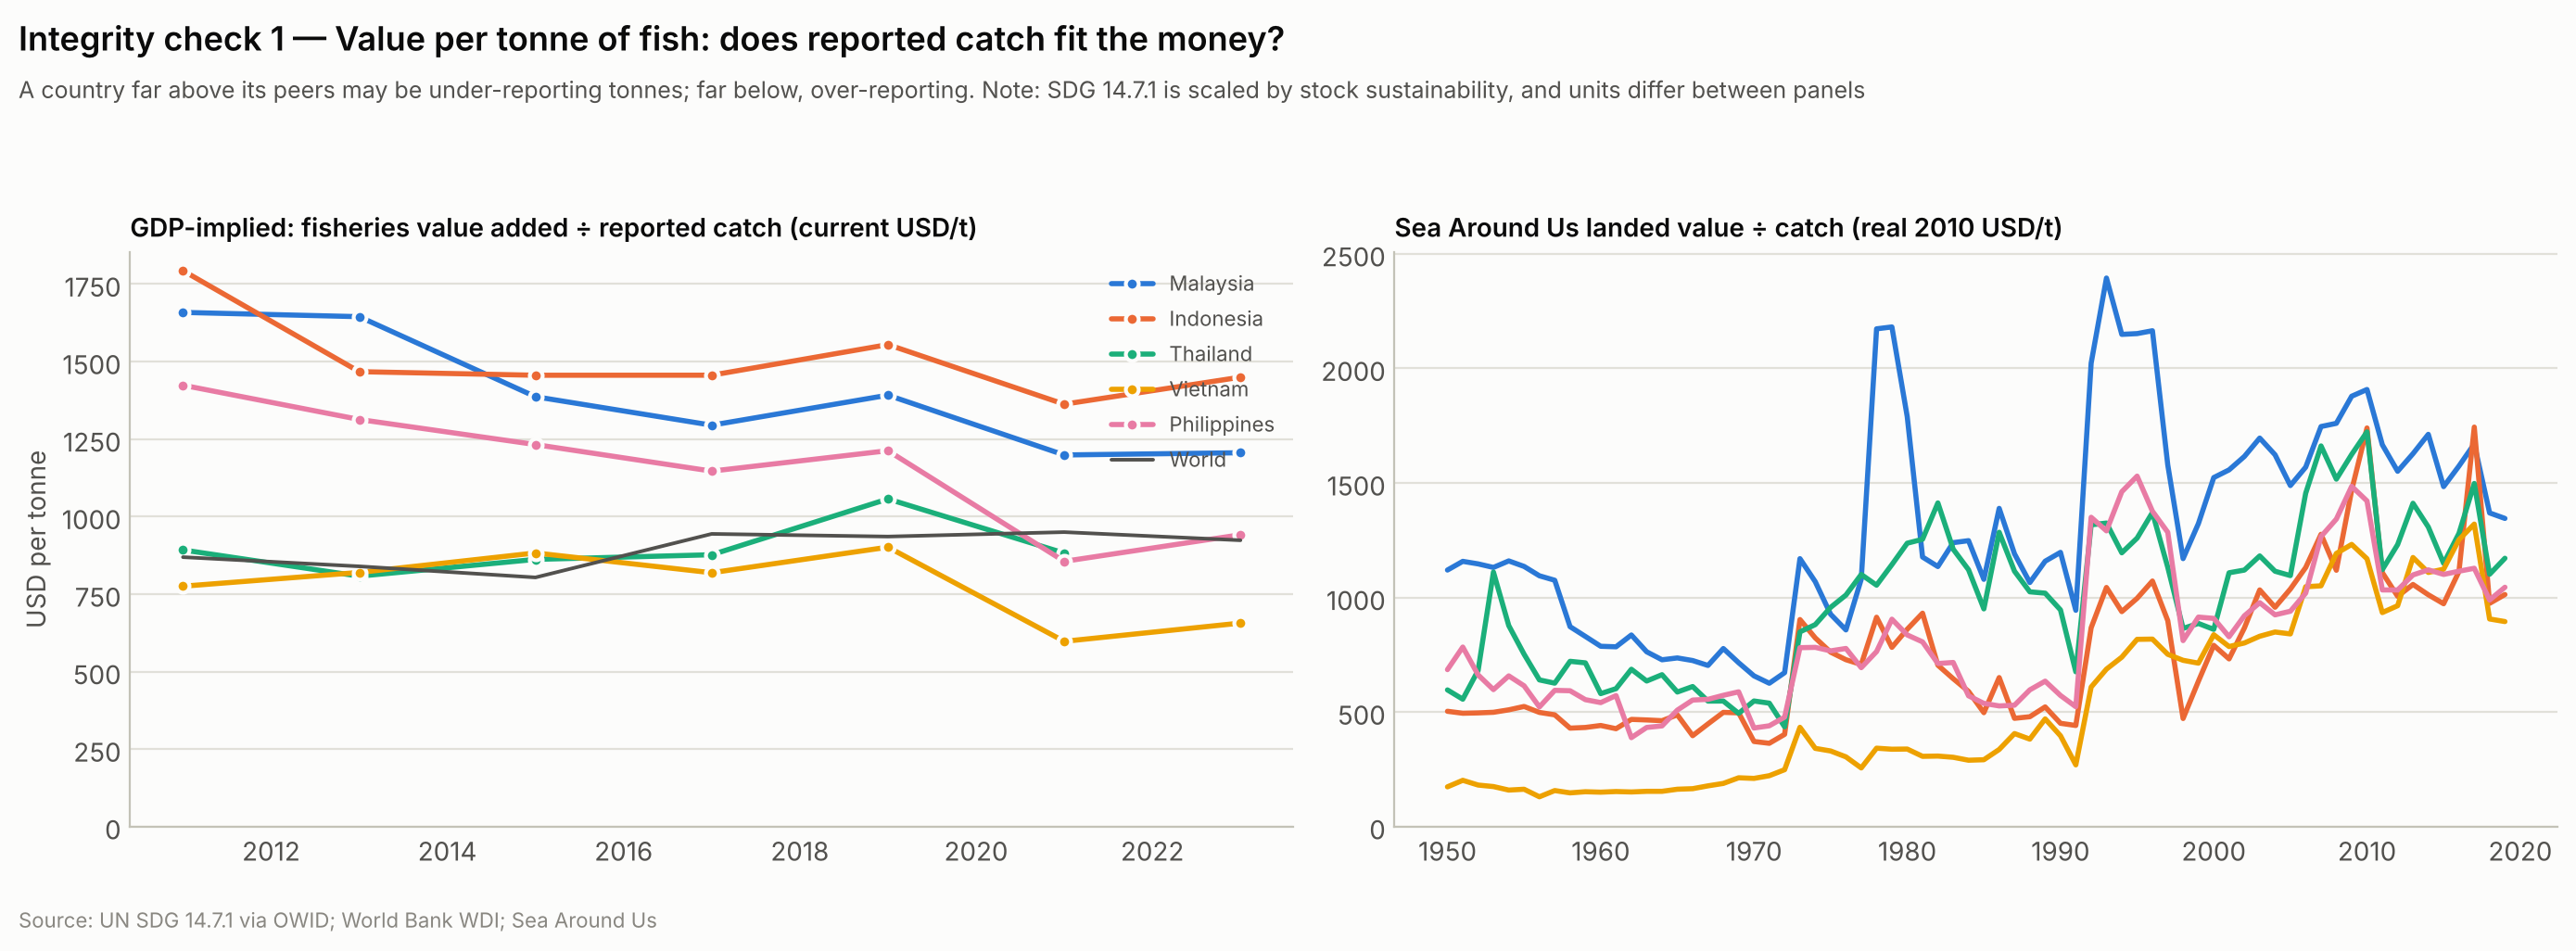 Integrity check 1 — Value per tonne of fish: does reported catch fit the money?
A country far above its peers may be under-reporting tonnes; far below, over-reporting. Note: SDG 14.7.1 is scaled by stock sustainability, and units differ between panels
GDP-implied: fisheries value added ÷ reported catch (current USD/t)
USD per tonne
1750
1500
1250
1000
750
500
250
0
2012
2014
2016
2018
2020
2022
Malaysia
Indonesia
Thailand
Vietnam
Philippines
World
Sea Around Us landed value ÷ catch (real 2010 USD/t)
2500
2000
1500
1000
500
0
1950
1960
1970
1980
1990
2000
2010
2020
Source: UN SDG 14.7.1 via OWID; World Bank WDI; Sea Around Us